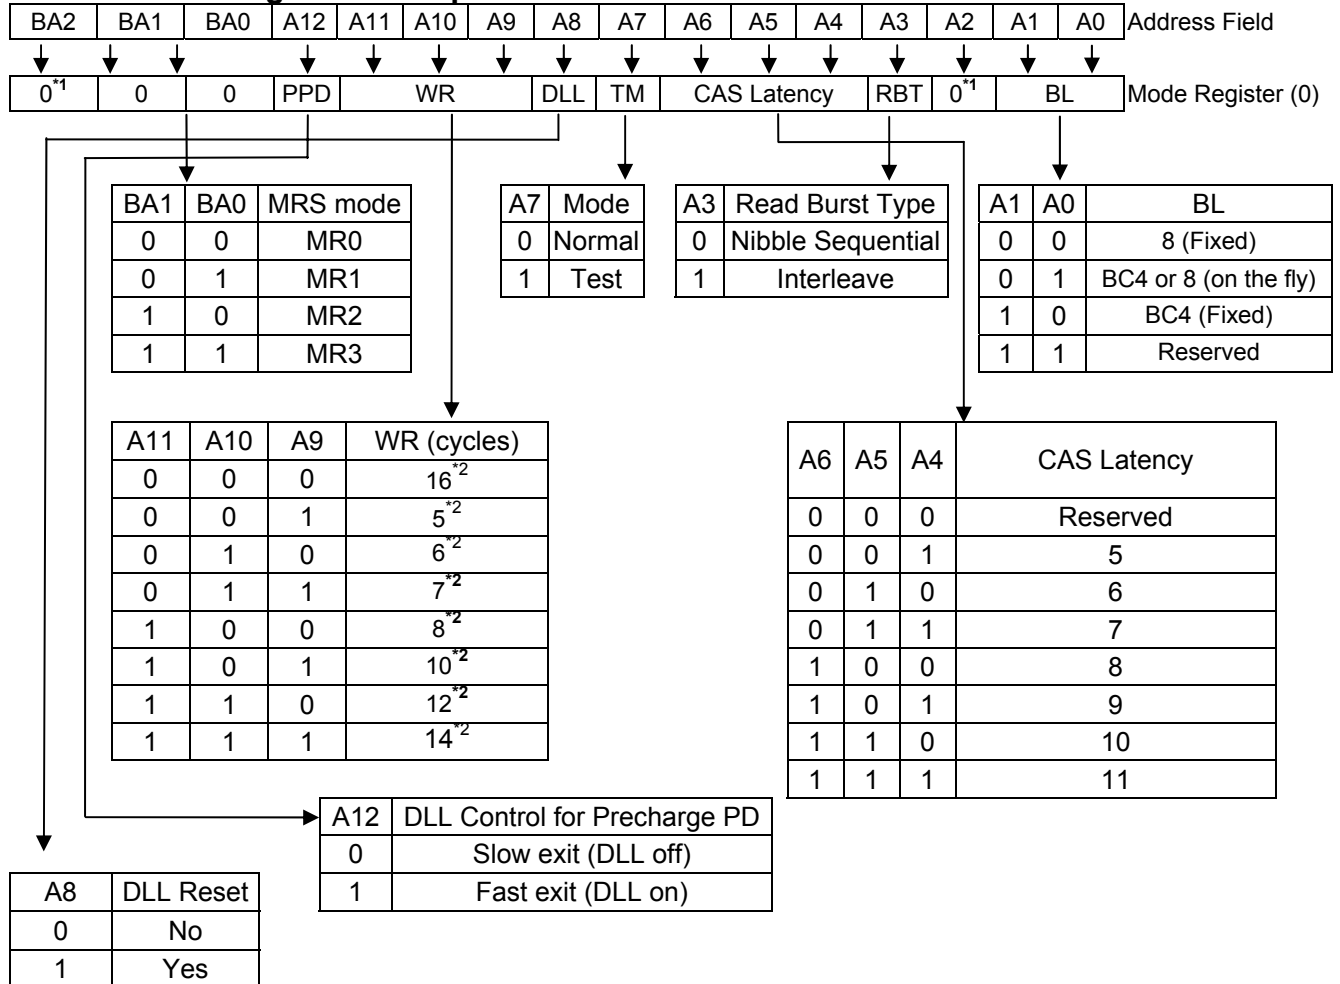 BA2 BA1 BA0 A12 A11 A10 A9 A8 A7 A6 A5 A4 A3 A2 A1 A0 Address Field
0*1 0 0 PPD WR DLL TM CAS Latency RBT 0*1 BL Mode Register (0)
BA1 BA0 MRS mode
0 0 MR0
0 1 MR1
1 0 MR2
1 1 MR3
A7 Mode
0 Normal
1 Test
A3 Read Burst Type
0 Nibble Sequential
1 Interleave
A1 A0 BL
0 0 8 (Fixed)
0 1 BC4 or 8 (on the fly)
1 0 BC4 (Fixed)
1 1 Reserved
A11 A10 A9 WR (cycles)
0 0 0 16*2
0 0 1 5*2
0 1 0 6*2
0 1 1 7*2
1 0 0 8*2
1 0 1 10*2
1 1 0 12*2
1 1 1 14*2
A6 A5 A4 CAS Latency
0 0 0 Reserved
0 0 1 5
0 1 0 6
0 1 1 7
1 0 0 8
1 0 1 9
1 1 0 10
1 1 1 11
A12 DLL Control for Precharge PD
0 Slow exit (DLL off)
1 Fast exit (DLL on)
A8 DLL Reset
0 No
1 Yes